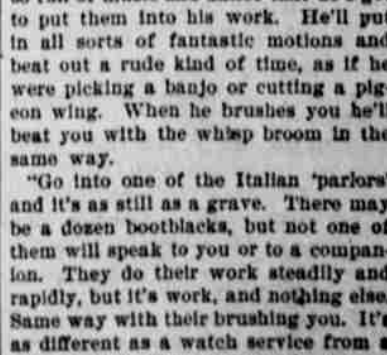 to put them into his work. He'll put
in all sorts of fantastic motions and
beat out a rude kind of time, as if he
were picking a banjo or cutting a pig-
eon wing. When he brushes you he'll
beat you with the whisp broom in the
same way.
"Go into one of the Italian 'parlors'
and it's as still as a grave. There may
be a dozen bootblacks, but not one of
them will speak to you or to a compan-
ion. They do their work steadily and
rapidly, but it's work, and nothing else.
Same way with their brushing you. It's
as different as a watch service from a